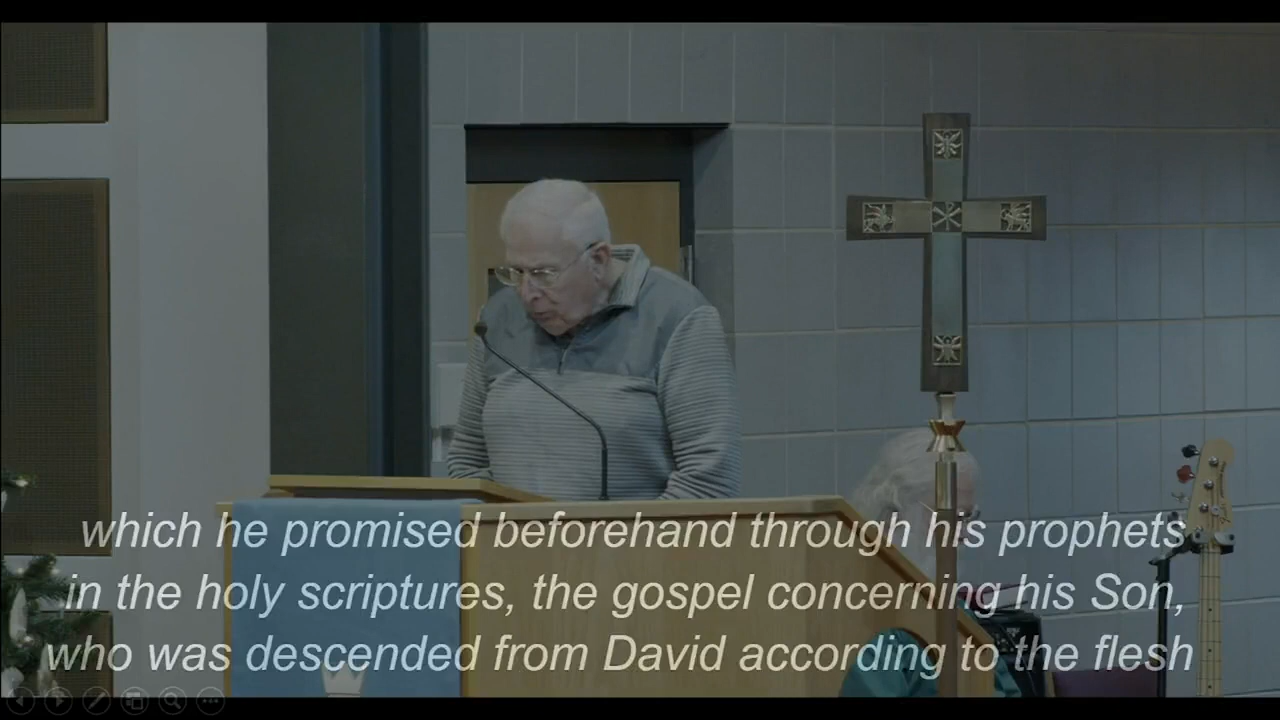 which he promised beforehand through his prophets
in the holy scriptures, the gospel concerning his Son,
who was descended from David according to the flesh